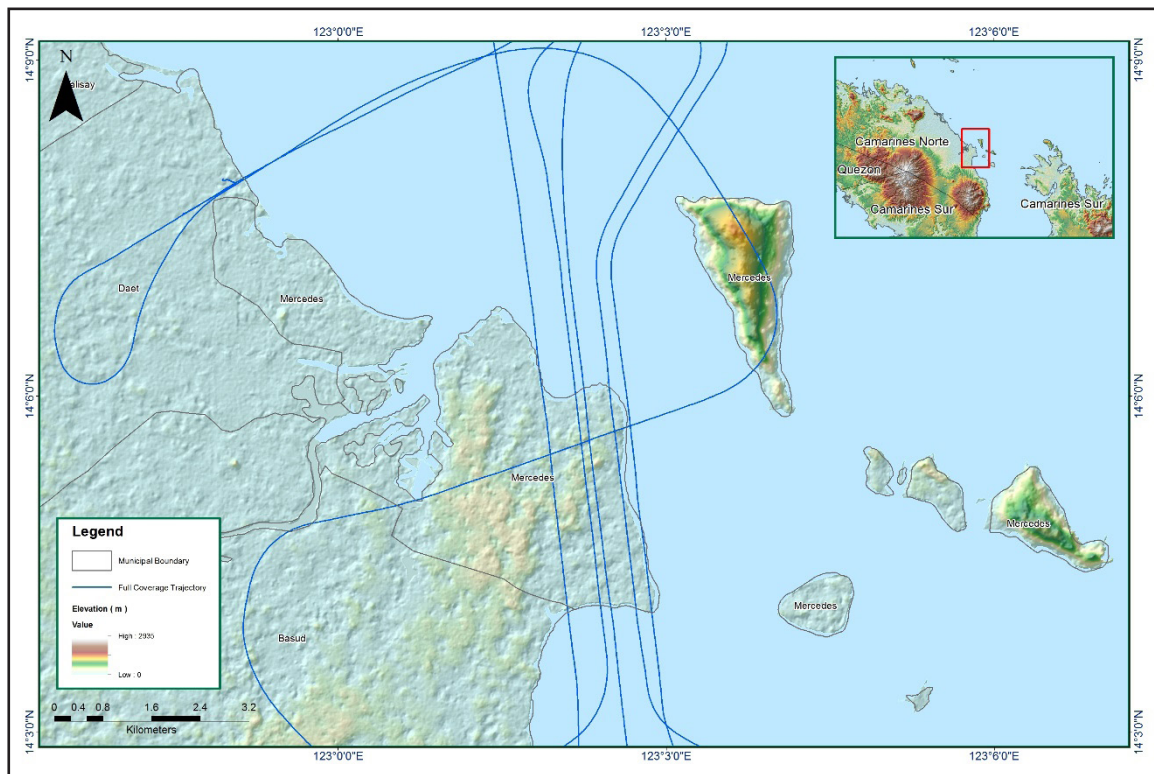 123°0'0"E
123°3'0"E
123°6'0"E
14°9'0"N
14°9'0"N
N
alisay
Camarines Norte
Quezon
Camarines Sur
Camarines Sur
Daet
Mercedes
Mercedes
14°6'0"N
14°6'0"N
Mercedes
Mercedes
Mercedes
Basud
Legend
Municipal Boundary
Full Coverage Trajectory
Elevation ( m )
Value
High : 2935
Low : 0
0 0.4 0.8 1.6 2.4 3.2
Kilometers
14°3'0"N
14°3'0"N
123°0'0"E
123°3'0"E
123°6'0"E